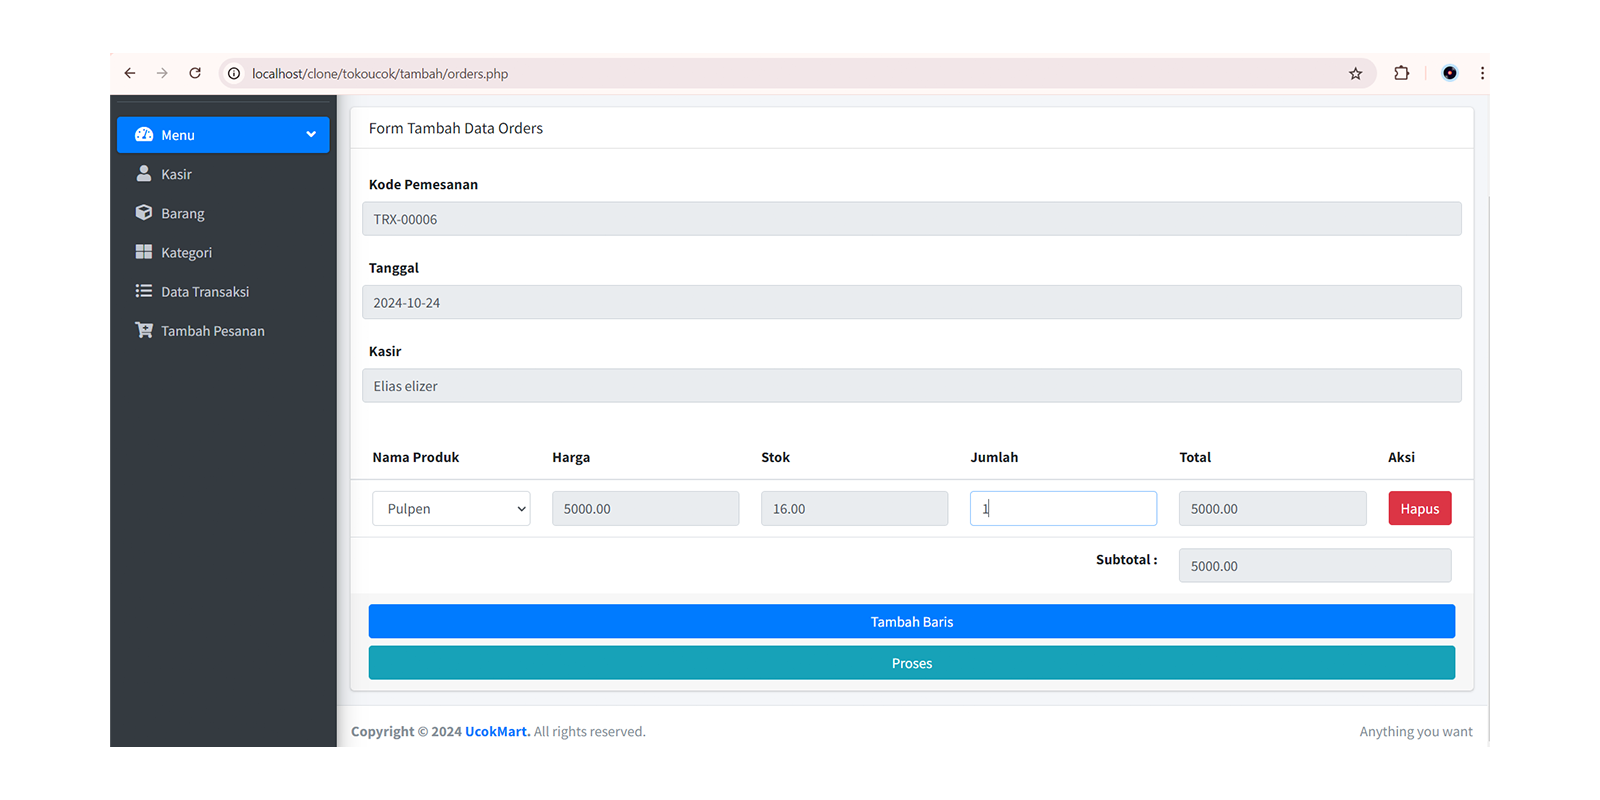 localhost/clone/tokoucok/tambah/orders.php
Menu
Kasir
Barang
Kategori
Data Transaksi
Tambah Pesanan
Form Tambah Data Orders
Kode Pemesanan
TRX-00006
Tanggal
2024-10-24
Kasir
Elias elizer
Nama Produk Harga Stok Jumlah Total Aksi
Pulpen 5000.00 16.00 1 5000.00 Hapus
Subtotal : 5000.00
Tambah Baris
Proses
Copyright © 2024 UcokMart. All rights reserved. Anything you want